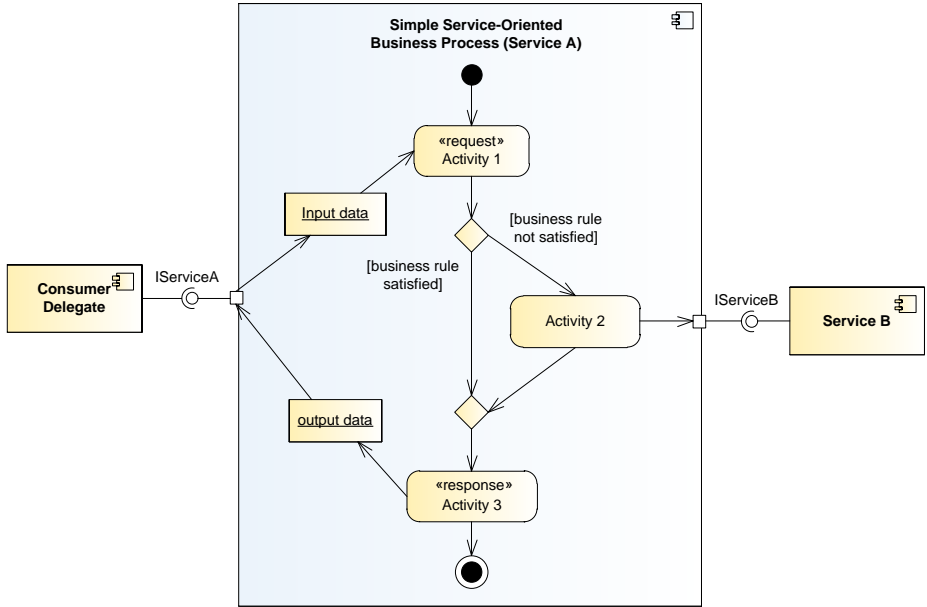 Simple Service-Oriented
Business Process (Service A)
«request»
Activity 1
Input data
[business rule
not satisfied]
[business rule
satisfied]
IServiceA
Consumer
Delegate
Activity 2
IServiceB
Service B
output data
«response»
Activity 3